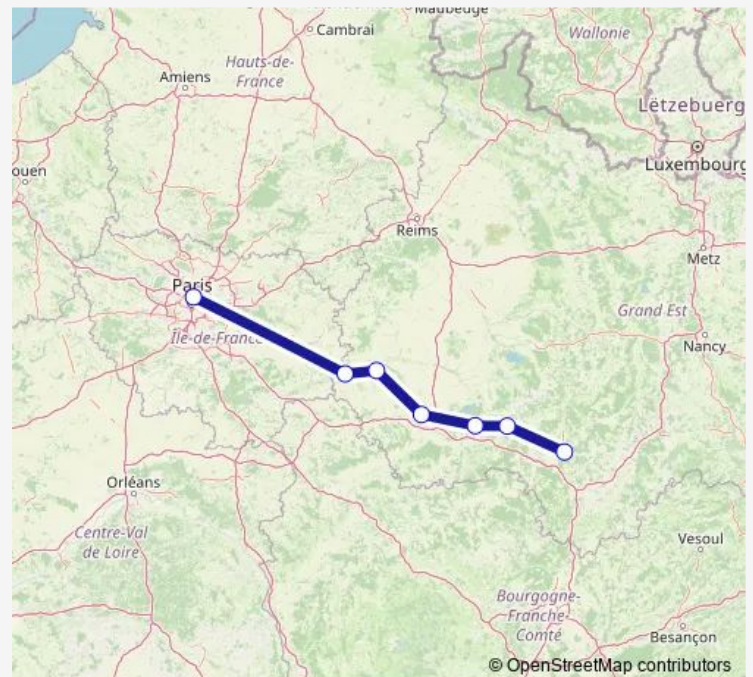 Maubeuge
Cambrai
Wallonie
Hauts-de-
France
Amiens
Lëtzebuerg
Luxembourg
ouen
Reims
Metz
Paris
Île-de-France
Grand Est
Nancy
Orléans
Centre-Val
de Loire
Vesoul
Bourgogne-
Franche-
Comté
Besançon
© OpenStreetMap contributors